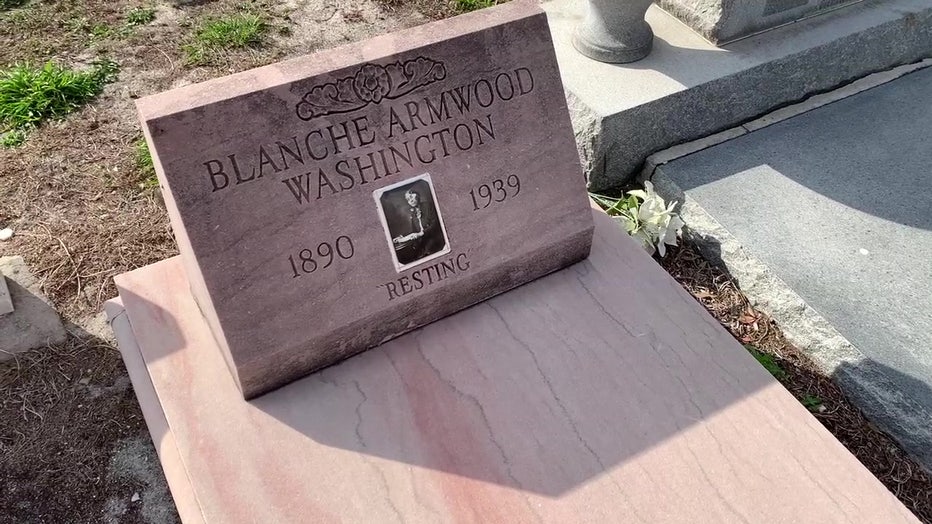 BLANCHE ARMWOOD
WASHINGTON
1890 1939
RESTING